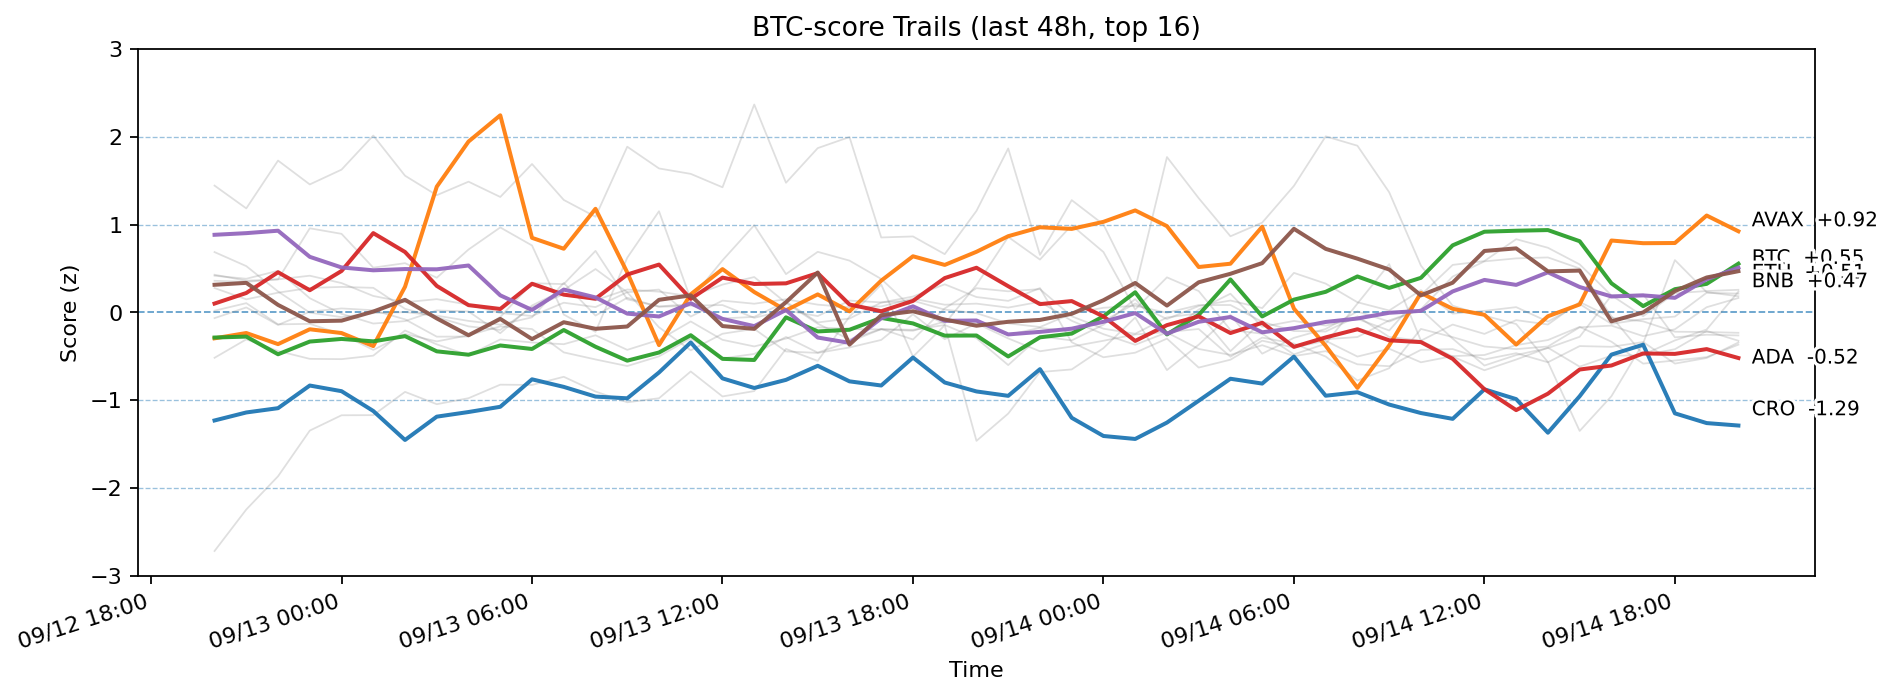 BTC-score Trails (last 48h, top 16)
Score (z)
3
2
1
0
−1
−2
−3
AVAX +0.92
BTC +0.55
BNB +0.47
ADA -0.52
CRO -1.29
09/12 18:00
09/13 00:00
09/13 06:00
09/13 12:00
09/13 18:00
09/14 00:00
09/14 06:00
09/14 12:00
09/14 18:00
Time